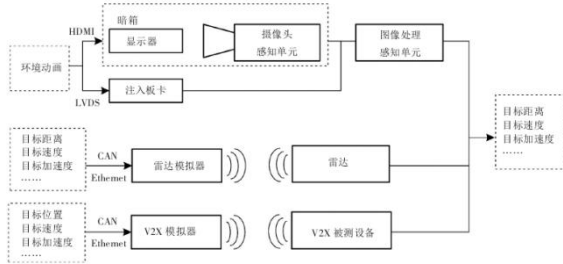 暗箱
HDMI
显示器
摄像头
感知单元
图像处理
感知单元
环境动画
注入板卡
LVDS
目标距离
目标速度
目标加速度
……
目标距离
目标速度
目标加速度
……
CAN
Ethemet
雷达模拟器
雷达
目标位置
目标速度
目标加速度
……
CAN
Ethemet
V2X 模拟器
V2X 被测设备